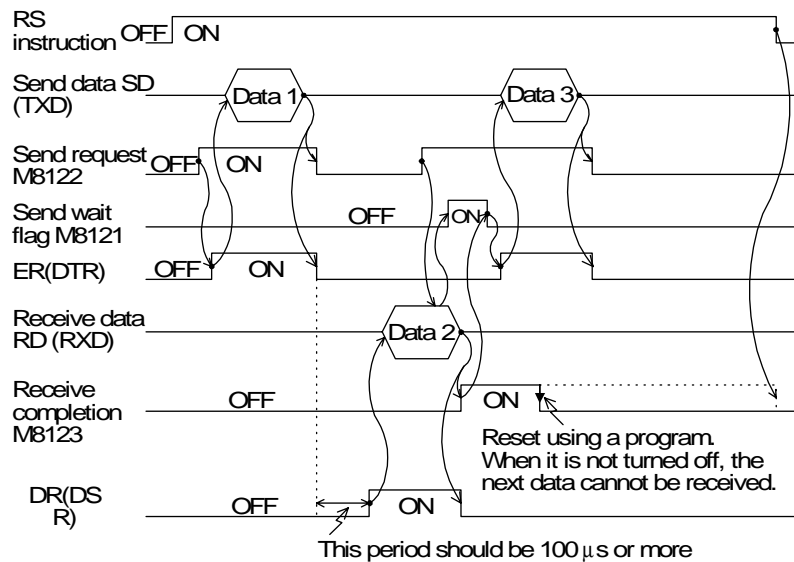 RS
instruction OFF ON
Send data SD
(TXD)
Data 1
Data 3
Send request
M8122
OFF ON
Send wait
flag M8121
OFF ON
ER(DTR)
OFF ON
Receive data
RD (RXD)
Data 2
Receive
completion
M8123
OFF ON
Reset using a program.
When it is not turned off, the
next data cannot be received.
DR(DS
R)
OFF ON
This period should be 100 μs or more